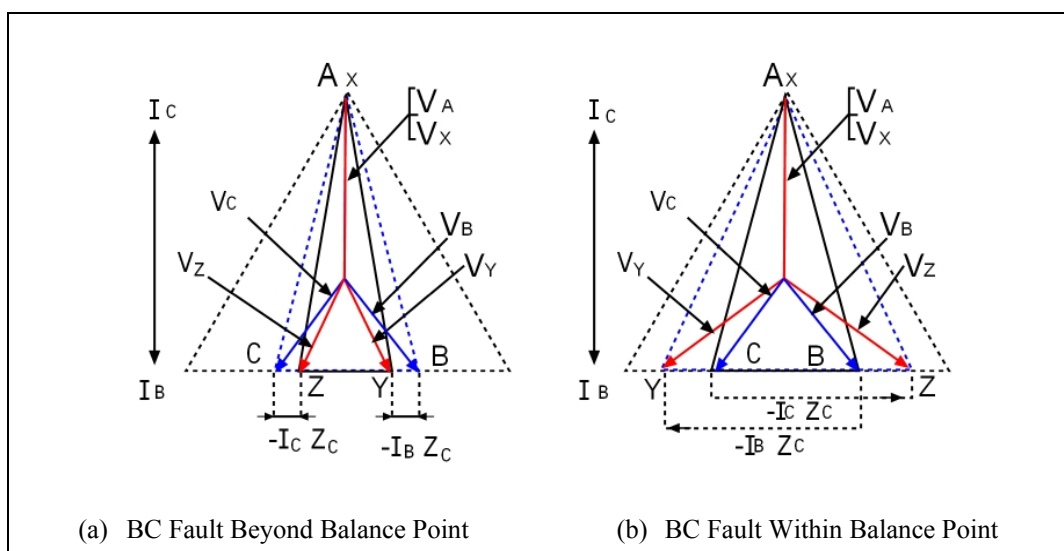 A X
I C
V A
V X
V C
V B
V Z
V Y
C
B
I B
Z
Y
-I C Z C
-I B Z C
(a) BC Fault Beyond Balance Point
A X
I C
V A
V X
V C
V B
V Y
V Z
C
B
I B
Y
Z
-I C Z C
-I B Z C
(b) BC Fault Within Balance Point